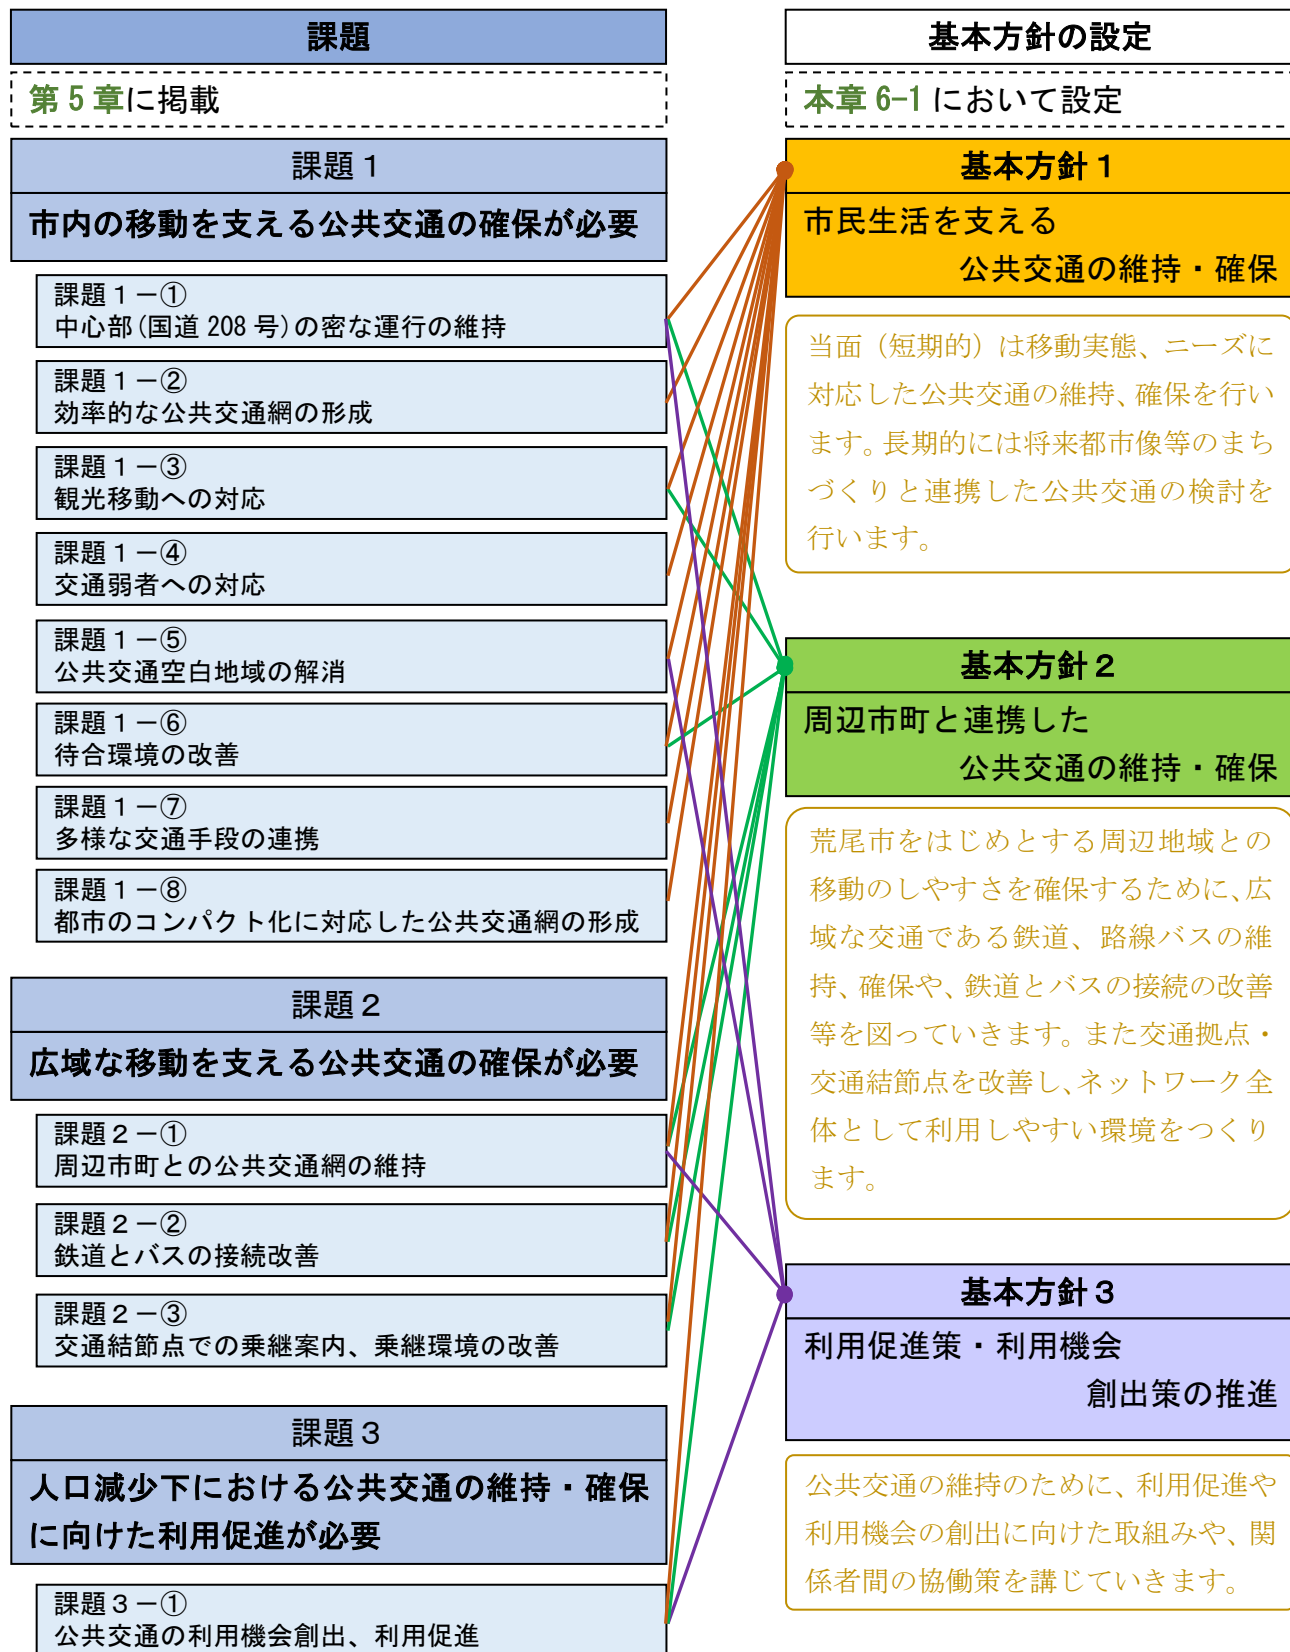 課題
第5章に掲載
課題1
市内の移動を支える公共交通の確保が必要
課題1-①
中心部(国道208号)の密な運行の維持
課題1-②
効率的な公共交通網の形成
課題1-③
観光移動への対応
課題1-④
交通弱者への対応
課題1-⑤
公共交通空白地域の解消
課題1-⑥
待合環境の改善
課題1-⑦
多様な交通手段の連携
課題1-⑧
都市のコンパクト化に対応した公共交通網の形成
課題2
広域な移動を支える公共交通の確保が必要
課題2-①
周辺市町との公共交通網の維持
課題2-②
鉄道とバスの接続改善
課題2-③
交通結節点での乗継案内、乗継環境の改善
課題3
人口減少下における公共交通の維持・確保
に向けた利用促進が必要
課題3-①
公共交通の利用機会創出、利用促進
基本方針の設定
本章6-1において設定
基本方針1
市民生活を支える
公共交通の維持・確保
当面（短期的）は移動実態、ニーズに
対応した公共交通の維持、確保を行い
ます。長期的には将来都市像等のまち
づくりと連携した公共交通の検討を
行います。
基本方針2
周辺市町と連携した
公共交通の維持・確保
荒尾市をはじめとする周辺地域との
移動のしやすさを確保するために、広
域な交通である鉄道、路線バスの維
持、確保や、鉄道とバスの接続の改善
等を図っていきます。また交通拠点・
交通結節点を改善し、ネットワーク全
体として利用しやすい環境をつくり
ます。
基本方針3
利用促進策・利用機会
創出策の推進
公共交通の維持のために、利用促進や
利用機会の創出に向けた取組みや、関
係者間の協働策を講じていきます。